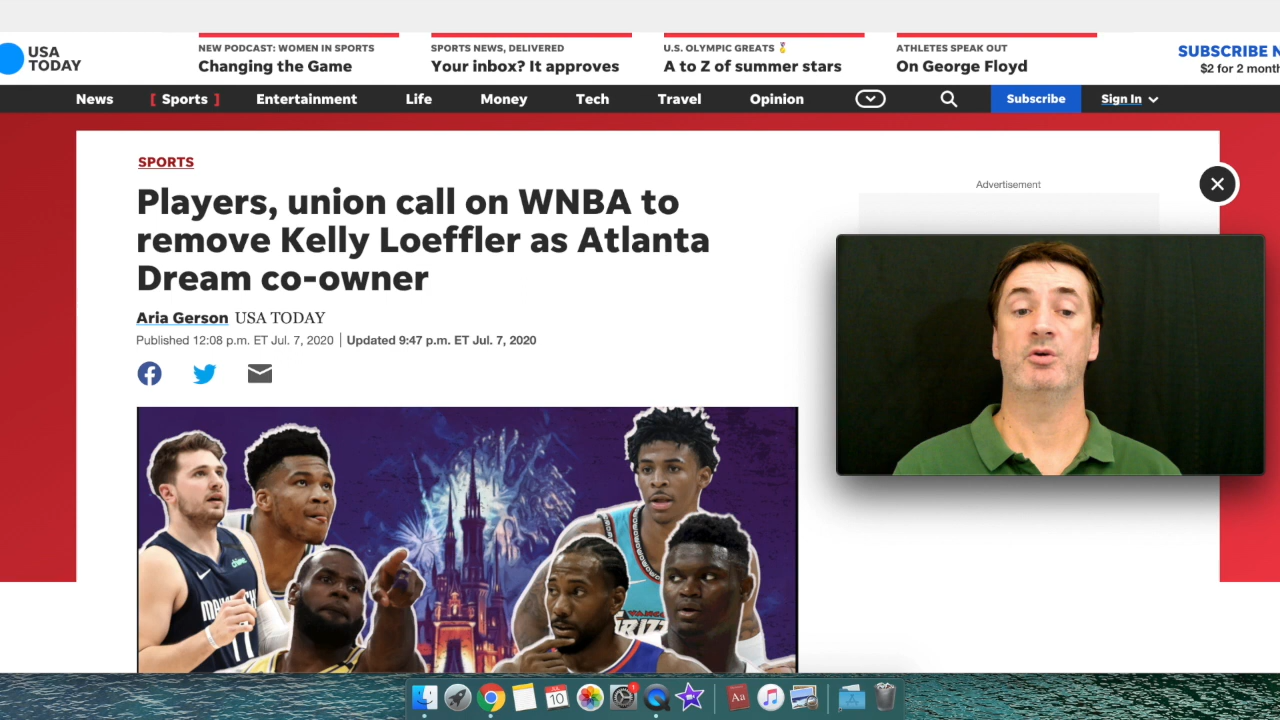 USA
TODAY
NEW PODCAST: WOMEN IN SPORTS
Changing the Game
SPORTS NEWS, DELIVERED
Your inbox? It approves
U.S. OLYMPIC GREATS 🏅
A to Z of summer stars
ATHLETES SPEAK OUT
On George Floyd
SUBSCRIBE
$2 for 2
News [ Sports ] Entertainment Life Money Tech Travel Opinion Subscribe Sign In
SPORTS
Players, union call on WNBA to
remove Kelly Loeffler as Atlanta
Dream co-owner
Aria Gerson USA TODAY
Published 12:08 p.m. ET Jul. 7, 2020 | Updated 9:47 p.m. ET Jul. 7, 2020
Advertisement
JUL
10
1
Aa